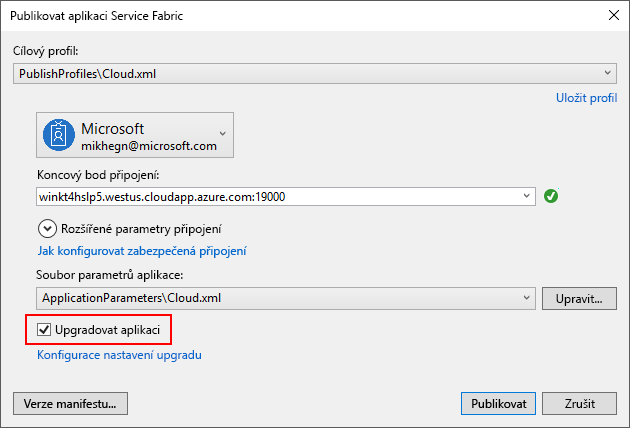 Publikovat aplikaci Service Fabric
Cílový profil:
PublishProfiles\Cloud.xml
Uložit profil
Microsoft
mikhegn@microsoft.com
Koncový bod připojení:
winkt4hslp5.westus.cloudapp.azure.com:19000
Rozšířené parametry připojení
Jak konfigurovat zabezpečená připojení
Soubor parametrů aplikace:
ApplicationParameters\Cloud.xml
Upravit...
Upgradovat aplikaci
Konfigurace nastavení upgradu
Verze manifestu...
Publikovat
Zrušit